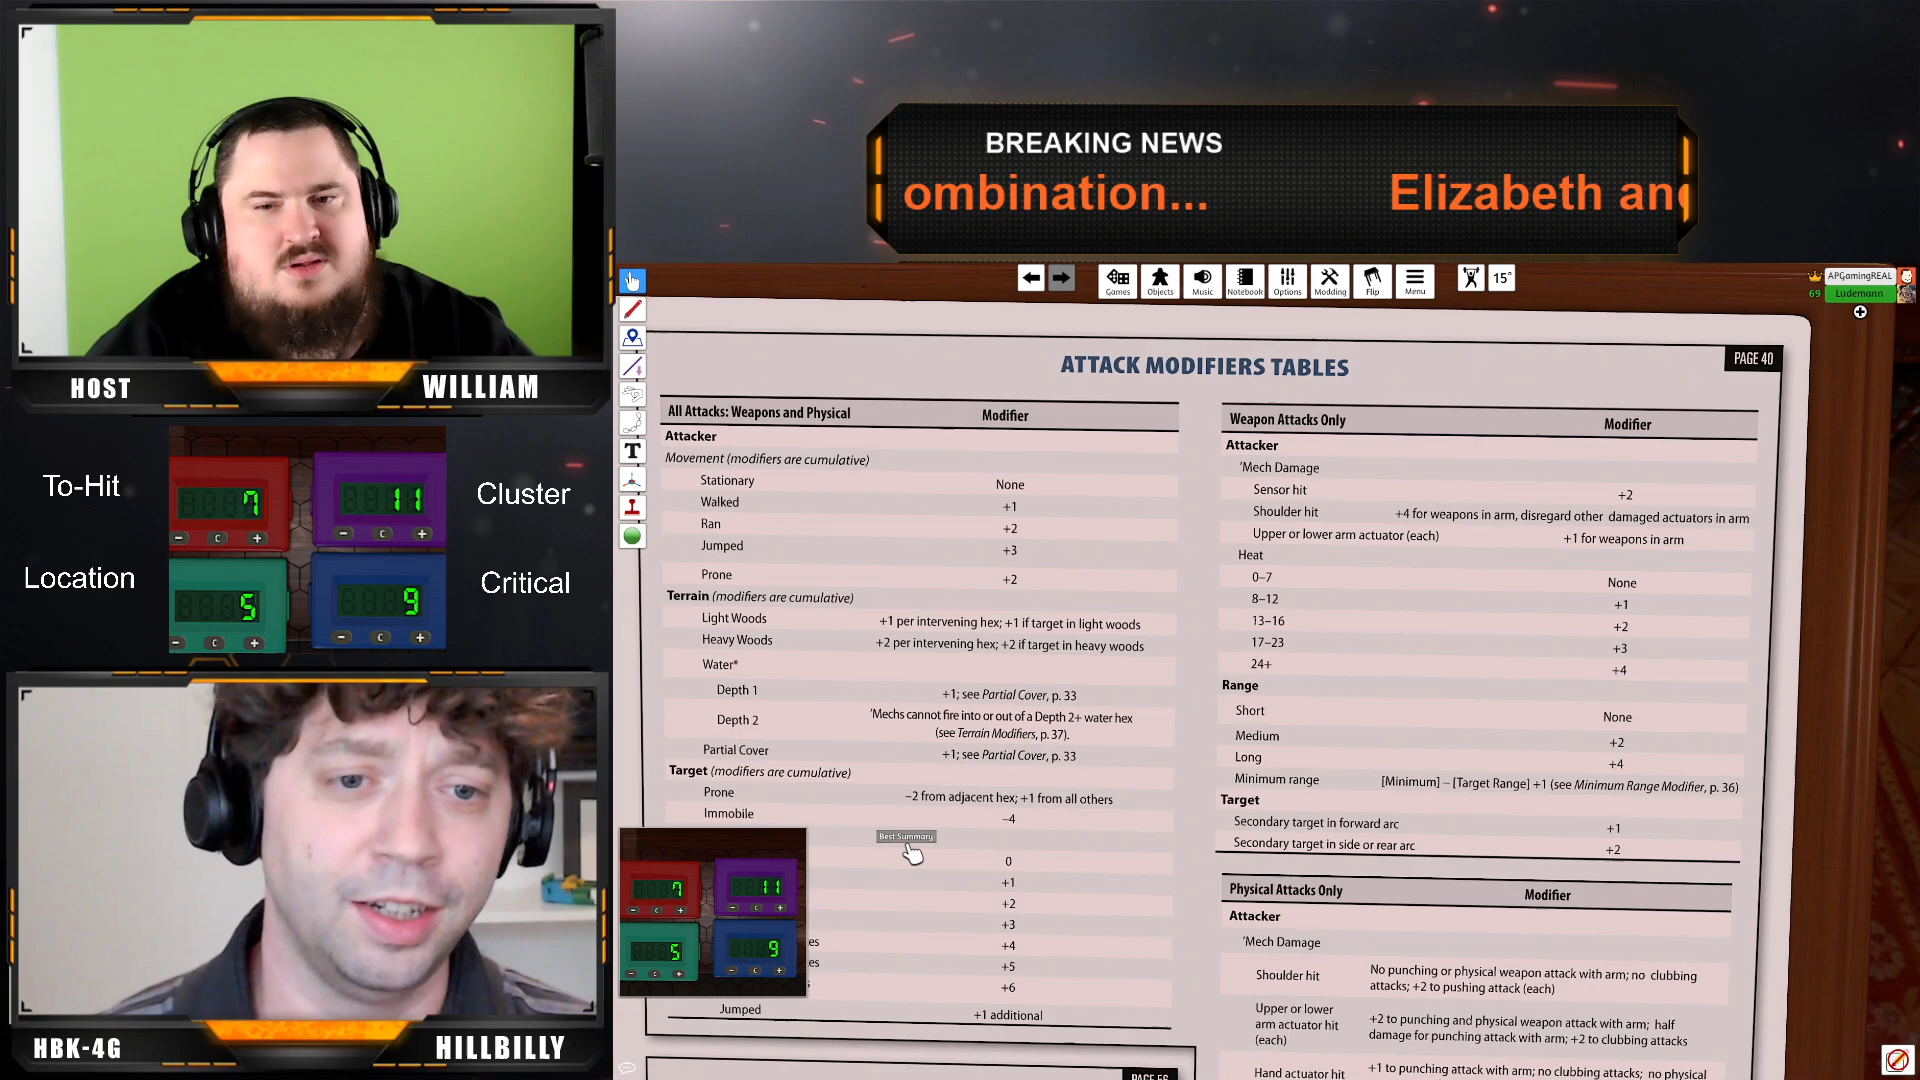 BREAKING NEWS
ombination... Elizabeth and
HOST WILLIAM
To-Hit
7
11
Cluster
Location
5
9
Critical
- C +
- C +
- C +
- C +
HBK-4G HILLBILLY
Games
Objects
Music
Notebook
Options
Modding
Flip
Menu
15°
APGamingREAL
69 Ludemann
T
ATTACK MODIFIERS TABLES
PAGE 40
All Attacks: Weapons and Physical Modifier
Attacker
Movement (modifiers are cumulative)
Stationary None
Walked +1
Ran +2
Jumped +3
Prone +2
Terrain (modifiers are cumulative)
Light Woods +1 per intervening hex; +1 if target in light woods
Heavy Woods +2 per intervening hex; +2 if target in heavy woods
Water*
Depth 1 +1; see Partial Cover, p. 33
Depth 2 'Mechs cannot fire into or out of a Depth 2+ water hex
(see Terrain Modifiers, p. 37).
Partial Cover +1; see Partial Cover, p. 33
Target (modifiers are cumulative)
Prone –2 from adjacent hex; +1 from all others
Immobile –4
Best Summary
0
+1
+2
+3
es +4
es +5
s +6
Jumped +1 additional
7
11
5
9
- C +
- C +
- C +
- C +
Weapon Attacks Only Modifier
Attacker
'Mech Damage
Sensor hit +2
Shoulder hit +4 for weapons in arm, disregard other damaged actuators in arm
Upper or lower arm actuator (each) +1 for weapons in arm
Heat
0–7 None
8–12 +1
13–16 +2
17–23 +3
24+ +4
Range
Short None
Medium +2
Long +4
Minimum range [Minimum] – [Target Range] +1 (see Minimum Range Modifier, p. 36)
Target
Secondary target in forward arc +1
Secondary target in side or rear arc +2
Physical Attacks Only Modifier
Attacker
'Mech Damage
Shoulder hit No punching or physical weapon attack with arm; no clubbing
attacks; +2 to pushing attack (each)
Upper or lower
arm actuator hit
(each)
+2 to punching and physical weapon attack with arm; half
damage for punching attack with arm; +2 to clubbing attacks
Hand actuator hit +1 to punching attack with arm; no clubbing attacks; no physical
PAGE 56